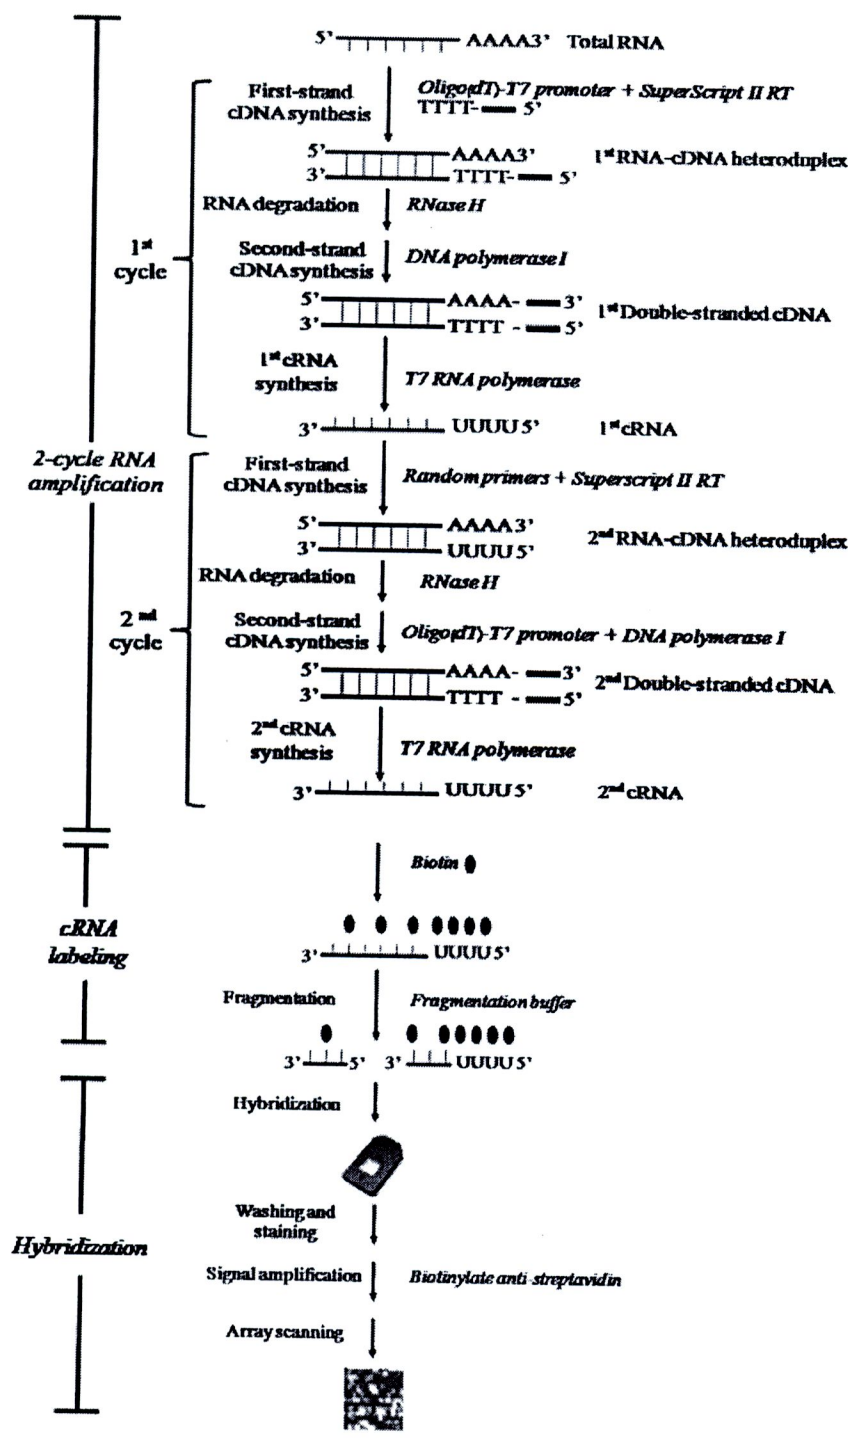 5' AAAA3' Total RNA
First-strand
cDNA synthesis
Oligo(dT)-T7 promoter + SuperScript II RT
TTTT- 5'
5' AAAA3'
3' TTTT- 5'
1st RNA-cDNA heteroduplex
RNA degradation
RNase H
1st
cycle
Second-strand
cDNA synthesis
DNA polymerase I
5' AAAA- 3'
3' TTTT - 5'
1st Double-stranded cDNA
1st cRNA
synthesis
T7 RNA polymerase
3' UUUU 5' 1st cRNA
2-cycle RNA
amplification
First-strand
cDNA synthesis
Random primers + Superscript II RT
5' AAAA3'
3' UUUU 5'
2nd RNA-cDNA heteroduplex
RNA degradation
RNase H
2nd
cycle
Second-strand
cDNA synthesis
Oligo(dT)-T7 promoter + DNA polymerase I
5' AAAA- 3'
3' TTTT - 5'
2nd Double-stranded cDNA
2nd cRNA
synthesis
T7 RNA polymerase
3' UUUU 5' 2nd cRNA
Biotin
cRNA
labeling
3' UUUU 5'
Fragmentation
Fragmentation buffer
3' 5' 3' UUUU 5'
Hybridization
Washing and
staining
Hybridization
Signal amplification
Biotinylate anti-streptavidin
Array scanning